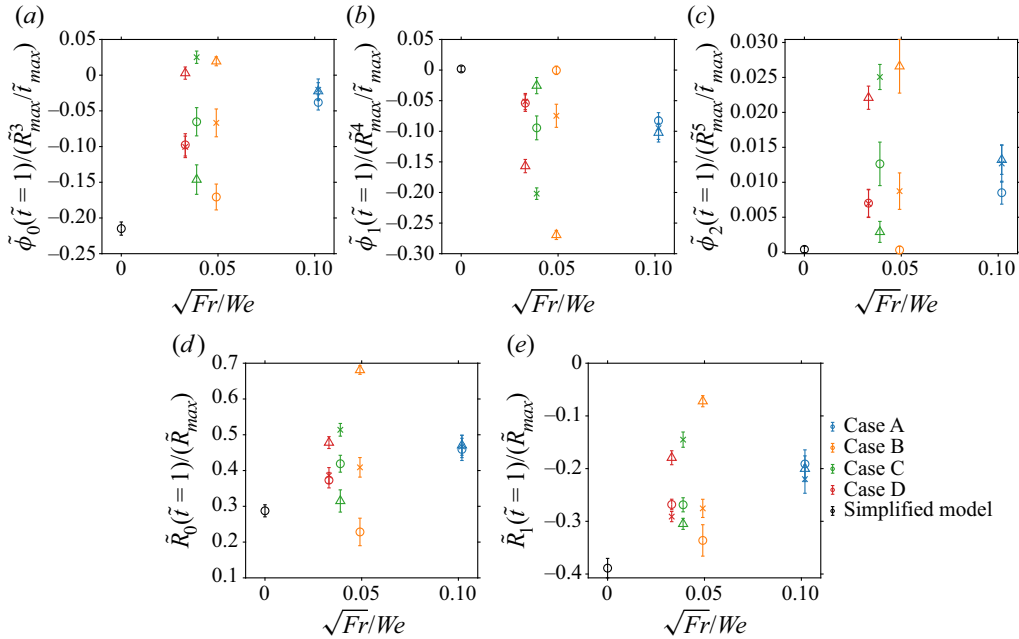 (a)
0.05
0
–0.05
–0.10
–0.15
–0.20
–0.25
0
0.05
0.10
√Fr/We
ϕ̃₀(t̃ = 1)/(R̃³max/t̃max)
(b)
0.05
0
–0.05
–0.10
–0.15
–0.20
–0.25
–0.30
0
0.05
0.10
√Fr/We
ϕ̃₁(t̃ = 1)/(R̃⁴max/t̃max)
(c)
0.030
0.025
0.020
0.015
0.010
0.005
0
0
0.05
0.10
√Fr/We
ϕ̃₂(t̃ = 1)/(R̃⁵max/t̃max)
(d)
0.7
0.6
0.5
0.4
0.3
0.2
0.1
0
0.05
0.10
√Fr/We
R̃₀(t̃ = 1)/(R̃max)
(e)
0
–0.1
–0.2
–0.3
–0.4
0
0.05
0.10
√Fr/We
R̃₁(t̃ = 1)/(R̃max)
Case A
Case B
Case C
Case D
Simplified model